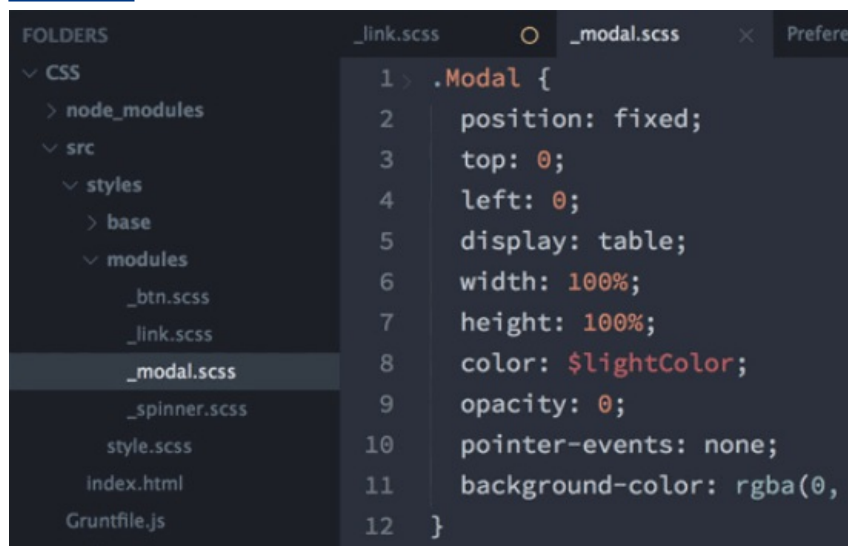 FOLDERS
CSS
node_modules
src
styles
base
modules
_btn.scss
_link.scss
_modal.scss
_spinner.scss
style.scss
index.html
Gruntfile.js
_link.scss
_modal.scss
Prefere
1 .Modal {
2 position: fixed;
3 top: 0;
4 left: 0;
5 display: table;
6 width: 100%;
7 height: 100%;
8 color: $lightColor;
9 opacity: 0;
10 pointer-events: none;
11 background-color: rgba(0,
12 }